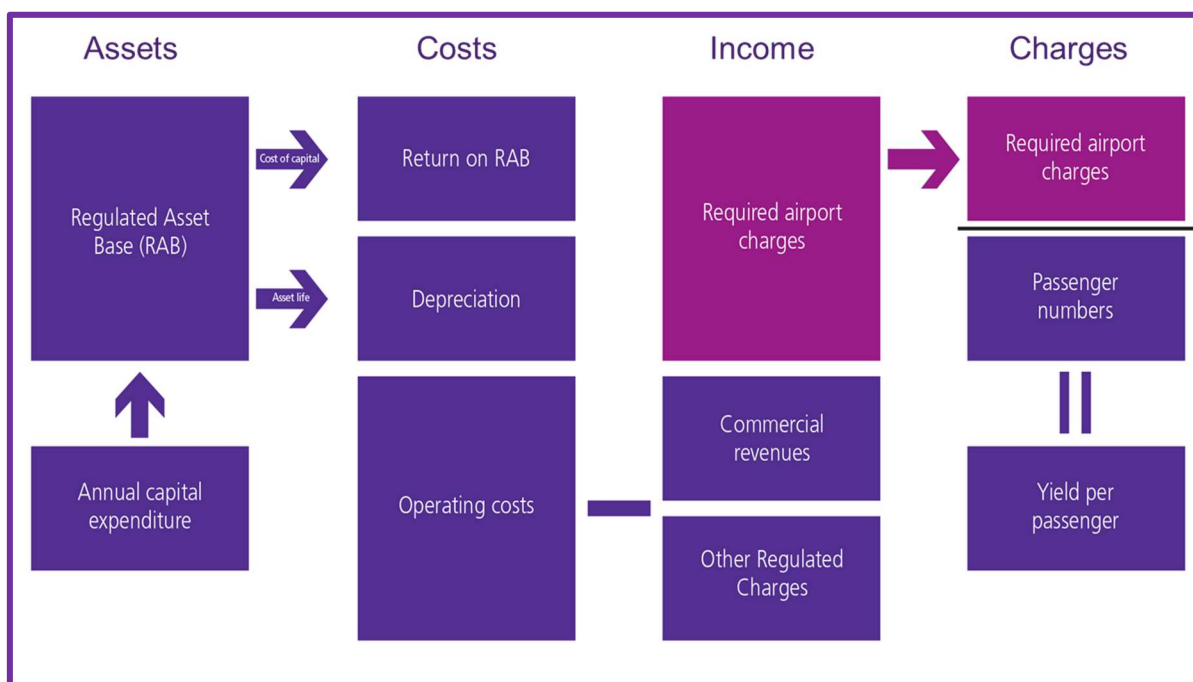 Assets
Costs
Income
Charges
Regulated Asset
Base (RAB)
Annual capital
expenditure
Cost of capital
Asset life
Return on RAB
Depreciation
Operating costs
Required airport
charges
Commercial
revenues
Other Regulated
Charges
Required airport
charges
Passenger
numbers
Yield per
passenger